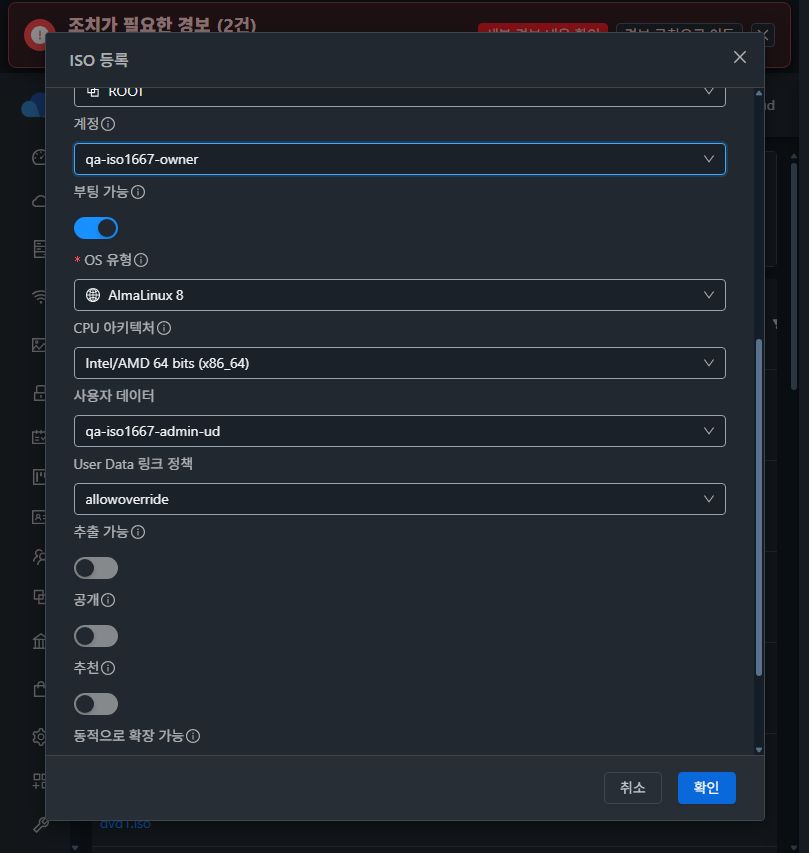 조치가 필요한 경보 (2건)
ISO 등록
ROOT
계정
qa-iso1667-owner
부팅 가능
* OS 유형
AlmaLinux 8
CPU 아키텍처
Intel/AMD 64 bits (x86_64)
사용자 데이터
qa-iso1667-admin-ud
User Data 링크 정책
allowoverride
추출 가능
공개
추천
동적으로 확장 가능
취소
확인
dvd1.iso